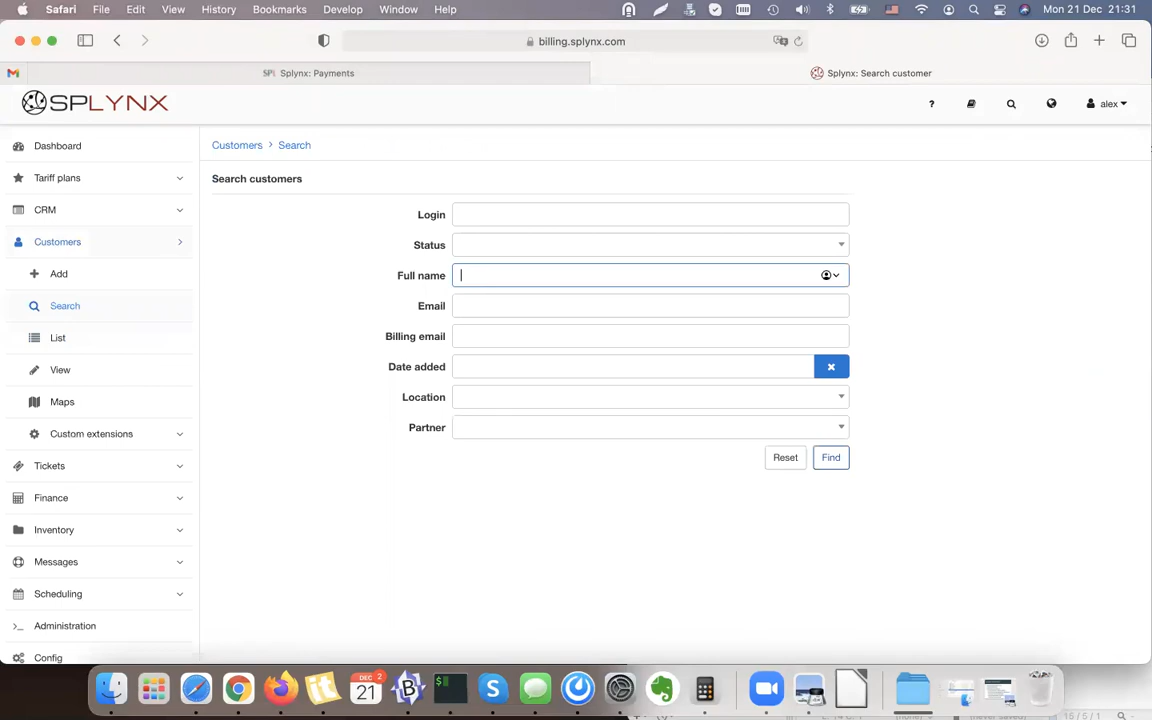 Safari File Edit View History Bookmarks Develop Window Help Mon 21 Dec 21:31
billing.splynx.com
Splynx: Payments Splynx: Search customer
SPLYNX ? alex
Dashboard
Tariff plans
CRM
Customers
Add
Search
List
View
Maps
Custom extensions
Tickets
Finance
Inventory
Messages
Scheduling
Administration
Config
Customers > Search
Search customers
Login
Status
Full name
Email
Billing email
Date added
Location
Partner
Reset Find
DEC 2
21